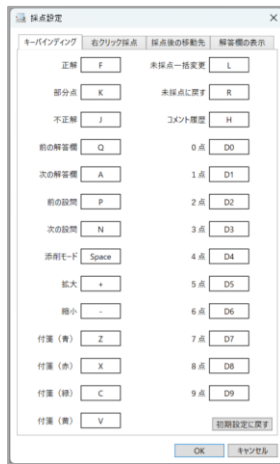 採点設定
キーバインディング 右クリック採点 採点後の移動先 解答欄の表示
正解 F 未採点一括変更 L
部分点 K 未採点に戻す R
不正解 J コメント履歴 H
前の解答欄 Q 0 点 D0
次の解答欄 A 1 点 D1
前の設問 P 2 点 D2
次の設問 N 3 点 D3
添削モード Space 4 点 D4
拡大 + 5 点 D5
縮小 - 6 点 D6
付箋（青） Z 7 点 D7
付箋（赤） X 8 点 D8
付箋（緑） C 9 点 D9
付箋（黄） V 初期設定に戻す
OK キャンセル